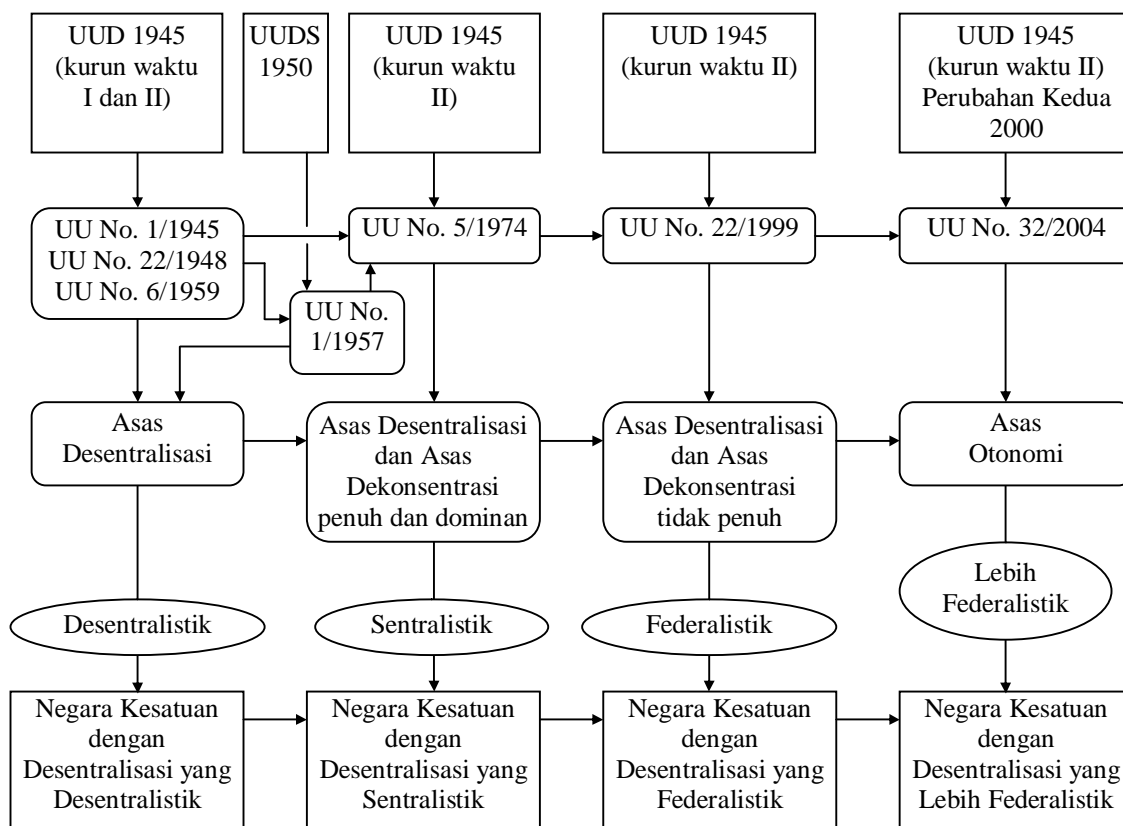 UUD 1945
(kurun waktu
I dan II)
UUDS
1950
UUD 1945
(kurun waktu
II)
UUD 1945
(kurun waktu II)
UUD 1945
(kurun waktu II)
Perubahan Kedua
2000
UU No. 1/1945
UU No. 22/1948
UU No. 6/1959
UU No. 5/1974
UU No. 22/1999
UU No. 32/2004
UU No.
1/1957
Asas
Desentralisasi
Asas Desentralisasi
dan Asas
Dekonsentrasi
penuh dan dominan
Asas Desentralisasi
dan Asas
Dekonsentrasi
tidak penuh
Asas
Otonomi
Desentralistik
Sentralistik
Federalistik
Lebih
Federalistik
Negara Kesatuan
dengan
Desentralisasi yang
Desentralistik
Negara Kesatuan
dengan
Desentralisasi yang
Sentralistik
Negara Kesatuan
dengan
Desentralisasi yang
Federalistik
Negara Kesatuan
dengan
Desentralisasi yang
Lebih Federalistik